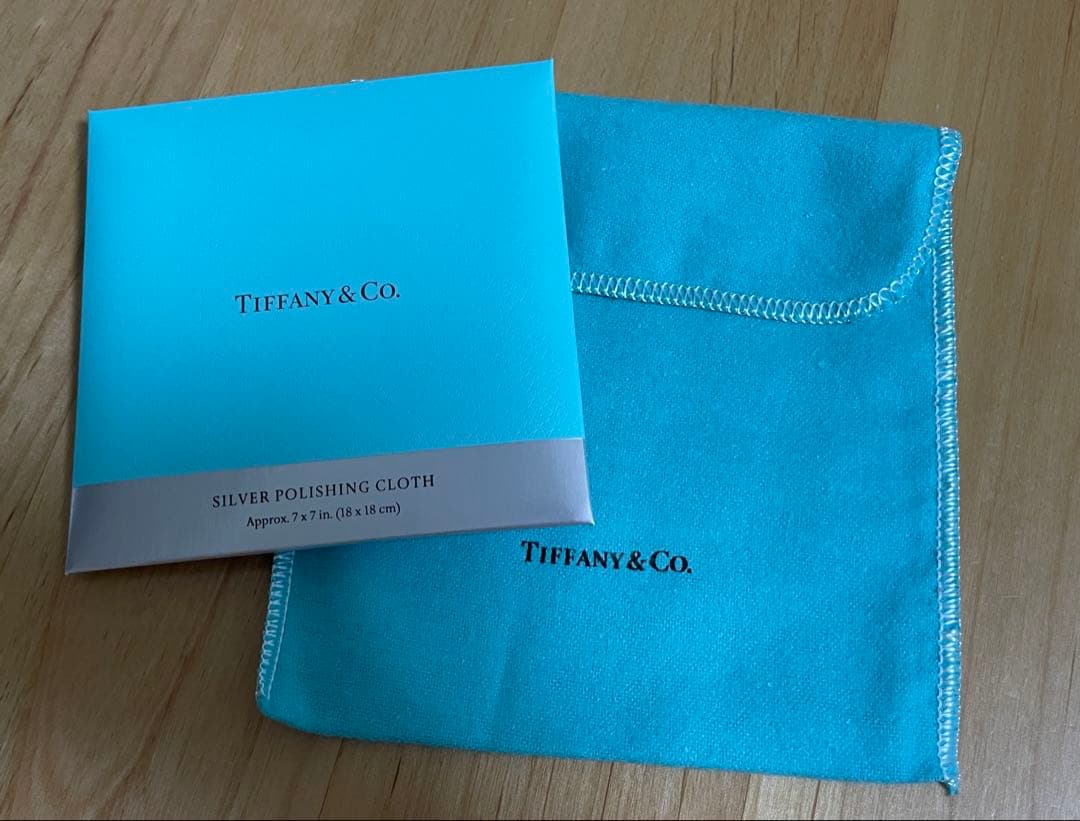 TIFFANY & CO.
SILVER POLISHING CLOTH
Approx. 7 x 7 in. (18 x 18 cm)
TIFFANY & CO.